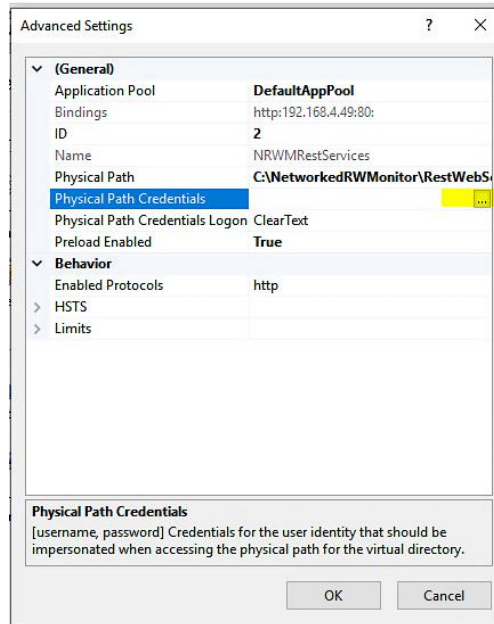 Advanced Settings ? ×
(General)
Application Pool DefaultAppPool
Bindings http:192.168.4.49:80:
ID 2
Name NRWMRestServices
Physical Path C:\NetworkedRWMonitor\RestWebSe
Physical Path Credentials ...
Physical Path Credentials Logon ClearText
Preload Enabled True
Behavior
Enabled Protocols http
HSTS
Limits
Physical Path Credentials
[username, password] Credentials for the user identity that should be
impersonated when accessing the physical path for the virtual directory.
OK Cancel